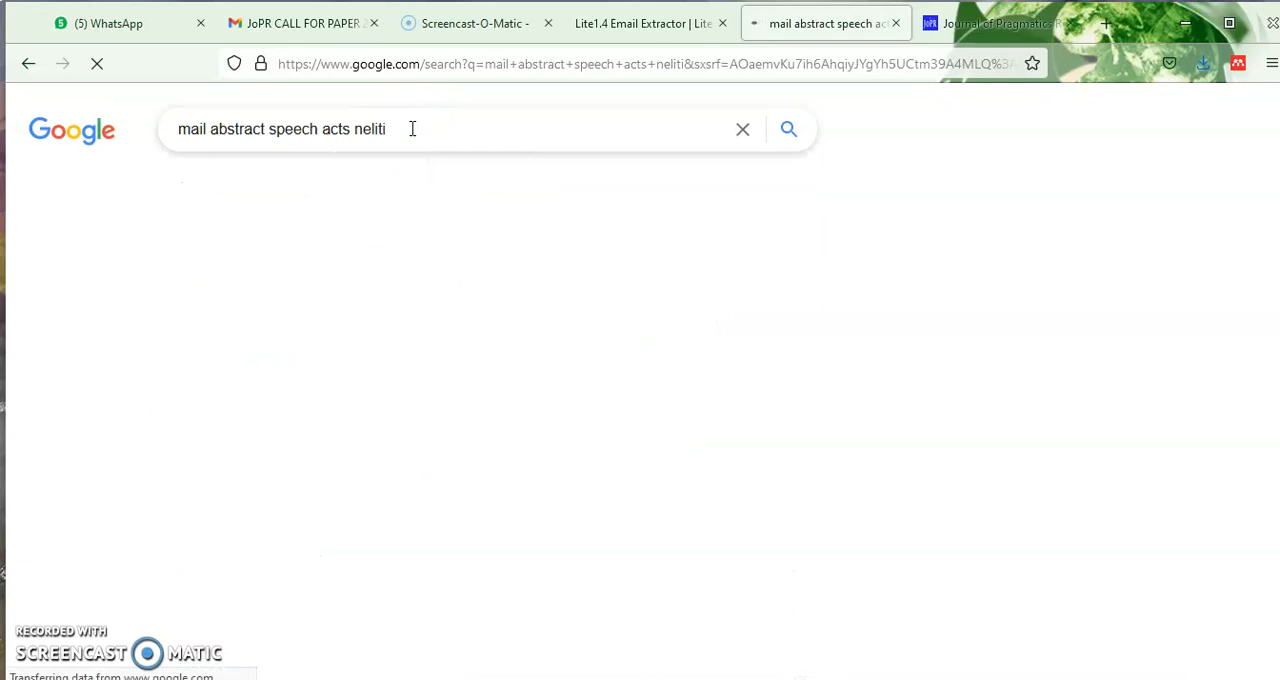 (5) WhatsApp
JoPR CALL FOR PAPER 2
Screencast-O-Matic -
Lite1.4 Email Extractor | Lite
mail abstract speech ac
Journal of Pragmatics R
https://www.google.com/search?q=mail+abstract+speech+acts+neliti&sxsrf=AOaemvKu7ih6AhqiyJYgYh5UCtm39A4MLQ%3A
Google
mail abstract speech acts neliti
RECORDED WITH
SCREENCAST MATIC
Transferring data from www.google.com